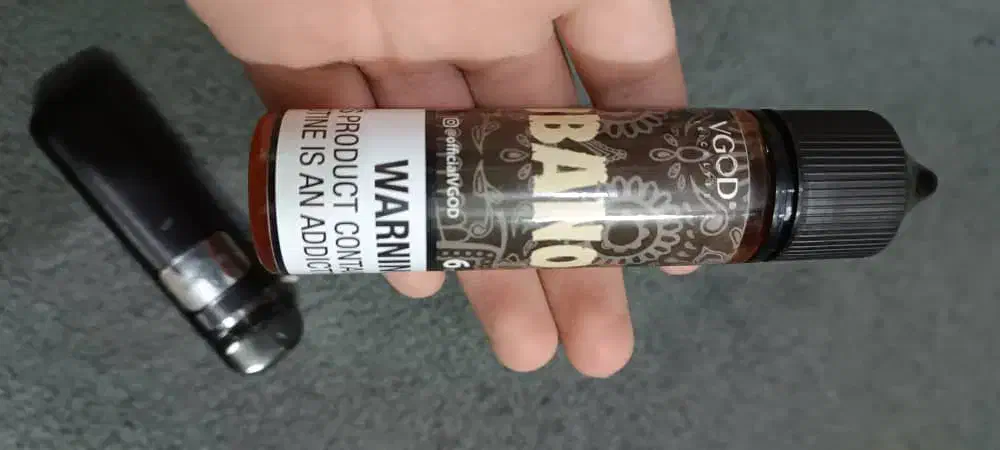 VGOD
BANO
@officialVGOD
6
WARNIN
S PRODUCT CONTA
TINE IS AN ADDICT